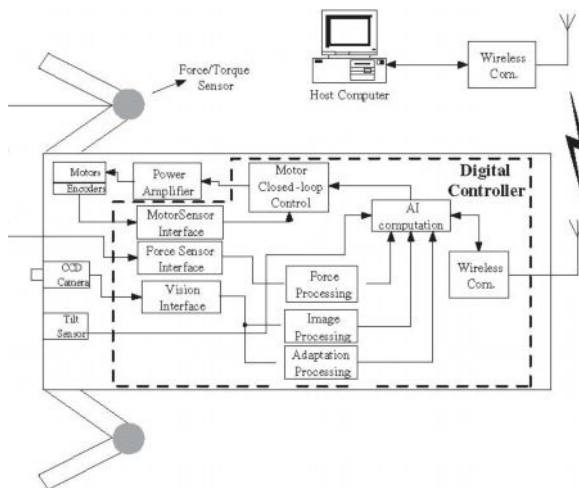 Force/Torque
Sensor
Host Computer
Wireless
Com.
Motors
Encoders
Power
Amplifier
Motor
Closed-loop
Control
Digital
Controller
AI
computation
MotorSensor
Interface
Force Sensor
Interface
CCD
Camera
Vision
Interface
Force
Processing
Wireless
Com.
Tilt
Sensor
Image
Processing
Adaptation
Processing